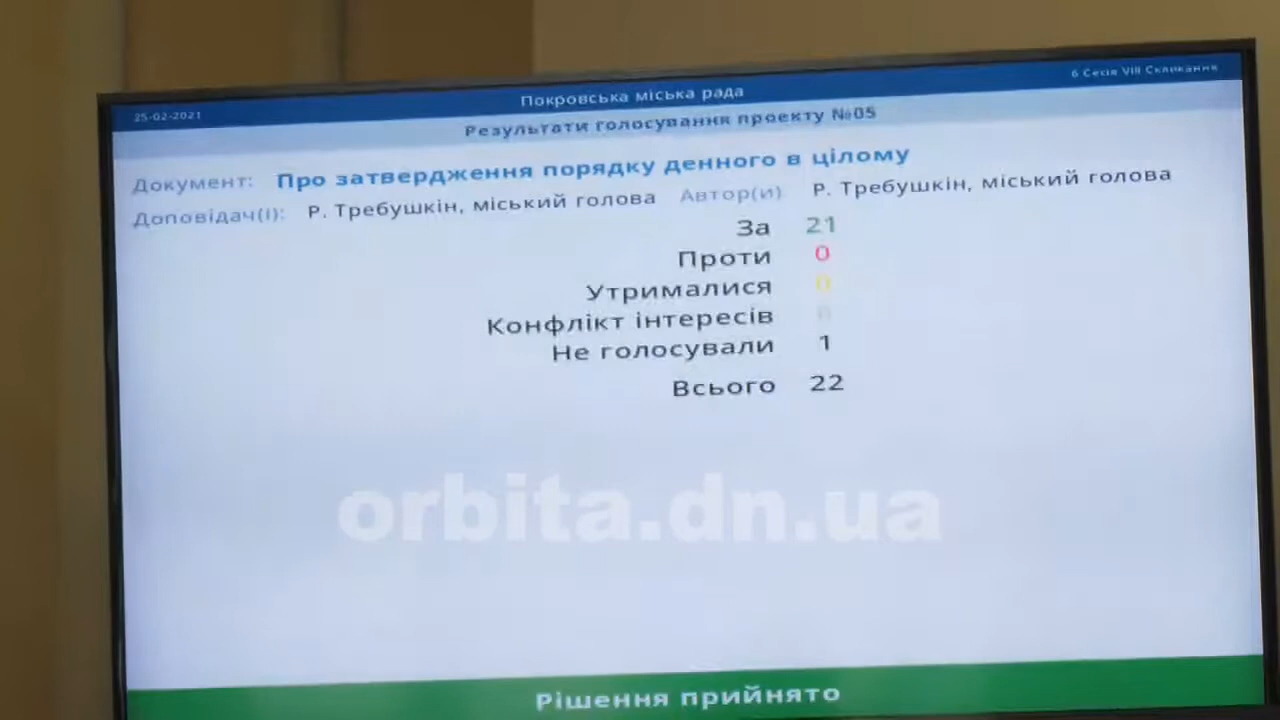 25-02-2021 Покровська міська рада 6 Сесія VIII Скликання
Результати голосування проекту №05
Документ: Про затвердження порядку денного в цілому
Доповідач(і): Р. Требушкін, міський голова Автор(и) Р. Требушкін, міський голова
За 21
Проти 0
Утрималися 0
Конфлікт інтересів 0
Не голосували 1
Всього 22
orbita.dn.ua
Рішення прийнято